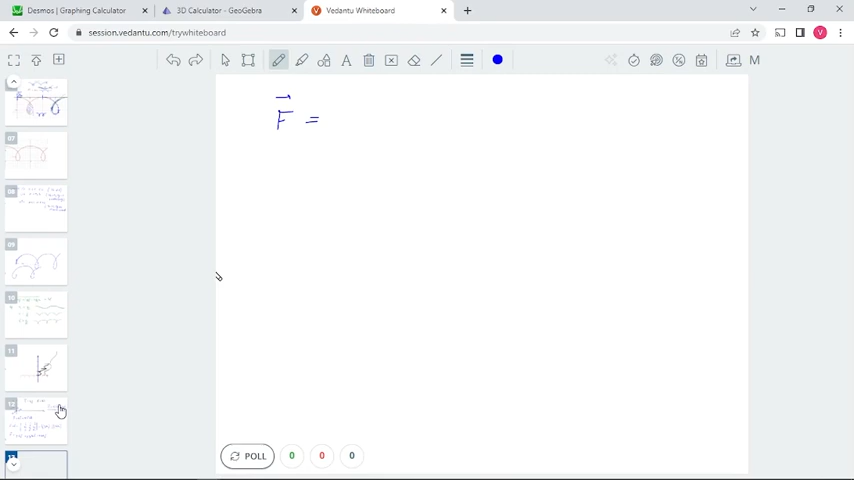 Desmos | Graphing Calculator
3D Calculator - GeoGebra
Vedantu Whiteboard
session.vedantu.com/trywhiteboard
V
A
M
07
08
09
10
11
F =
POLL
0
0
0